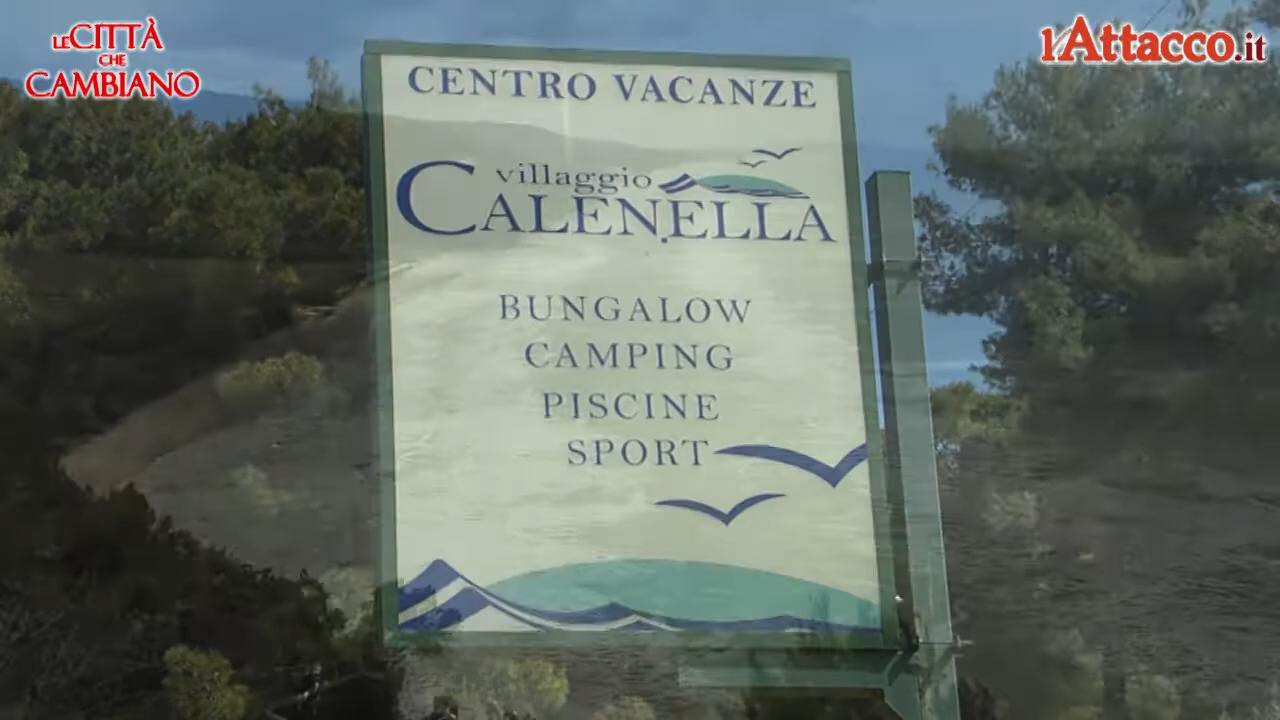 LE CITTÀ
CHE
CAMBIANO
l'Attacco.it
CENTRO VACANZE
villaggio
CALENELLA
BUNGALOW
CAMPING
PISCINE
SPORT